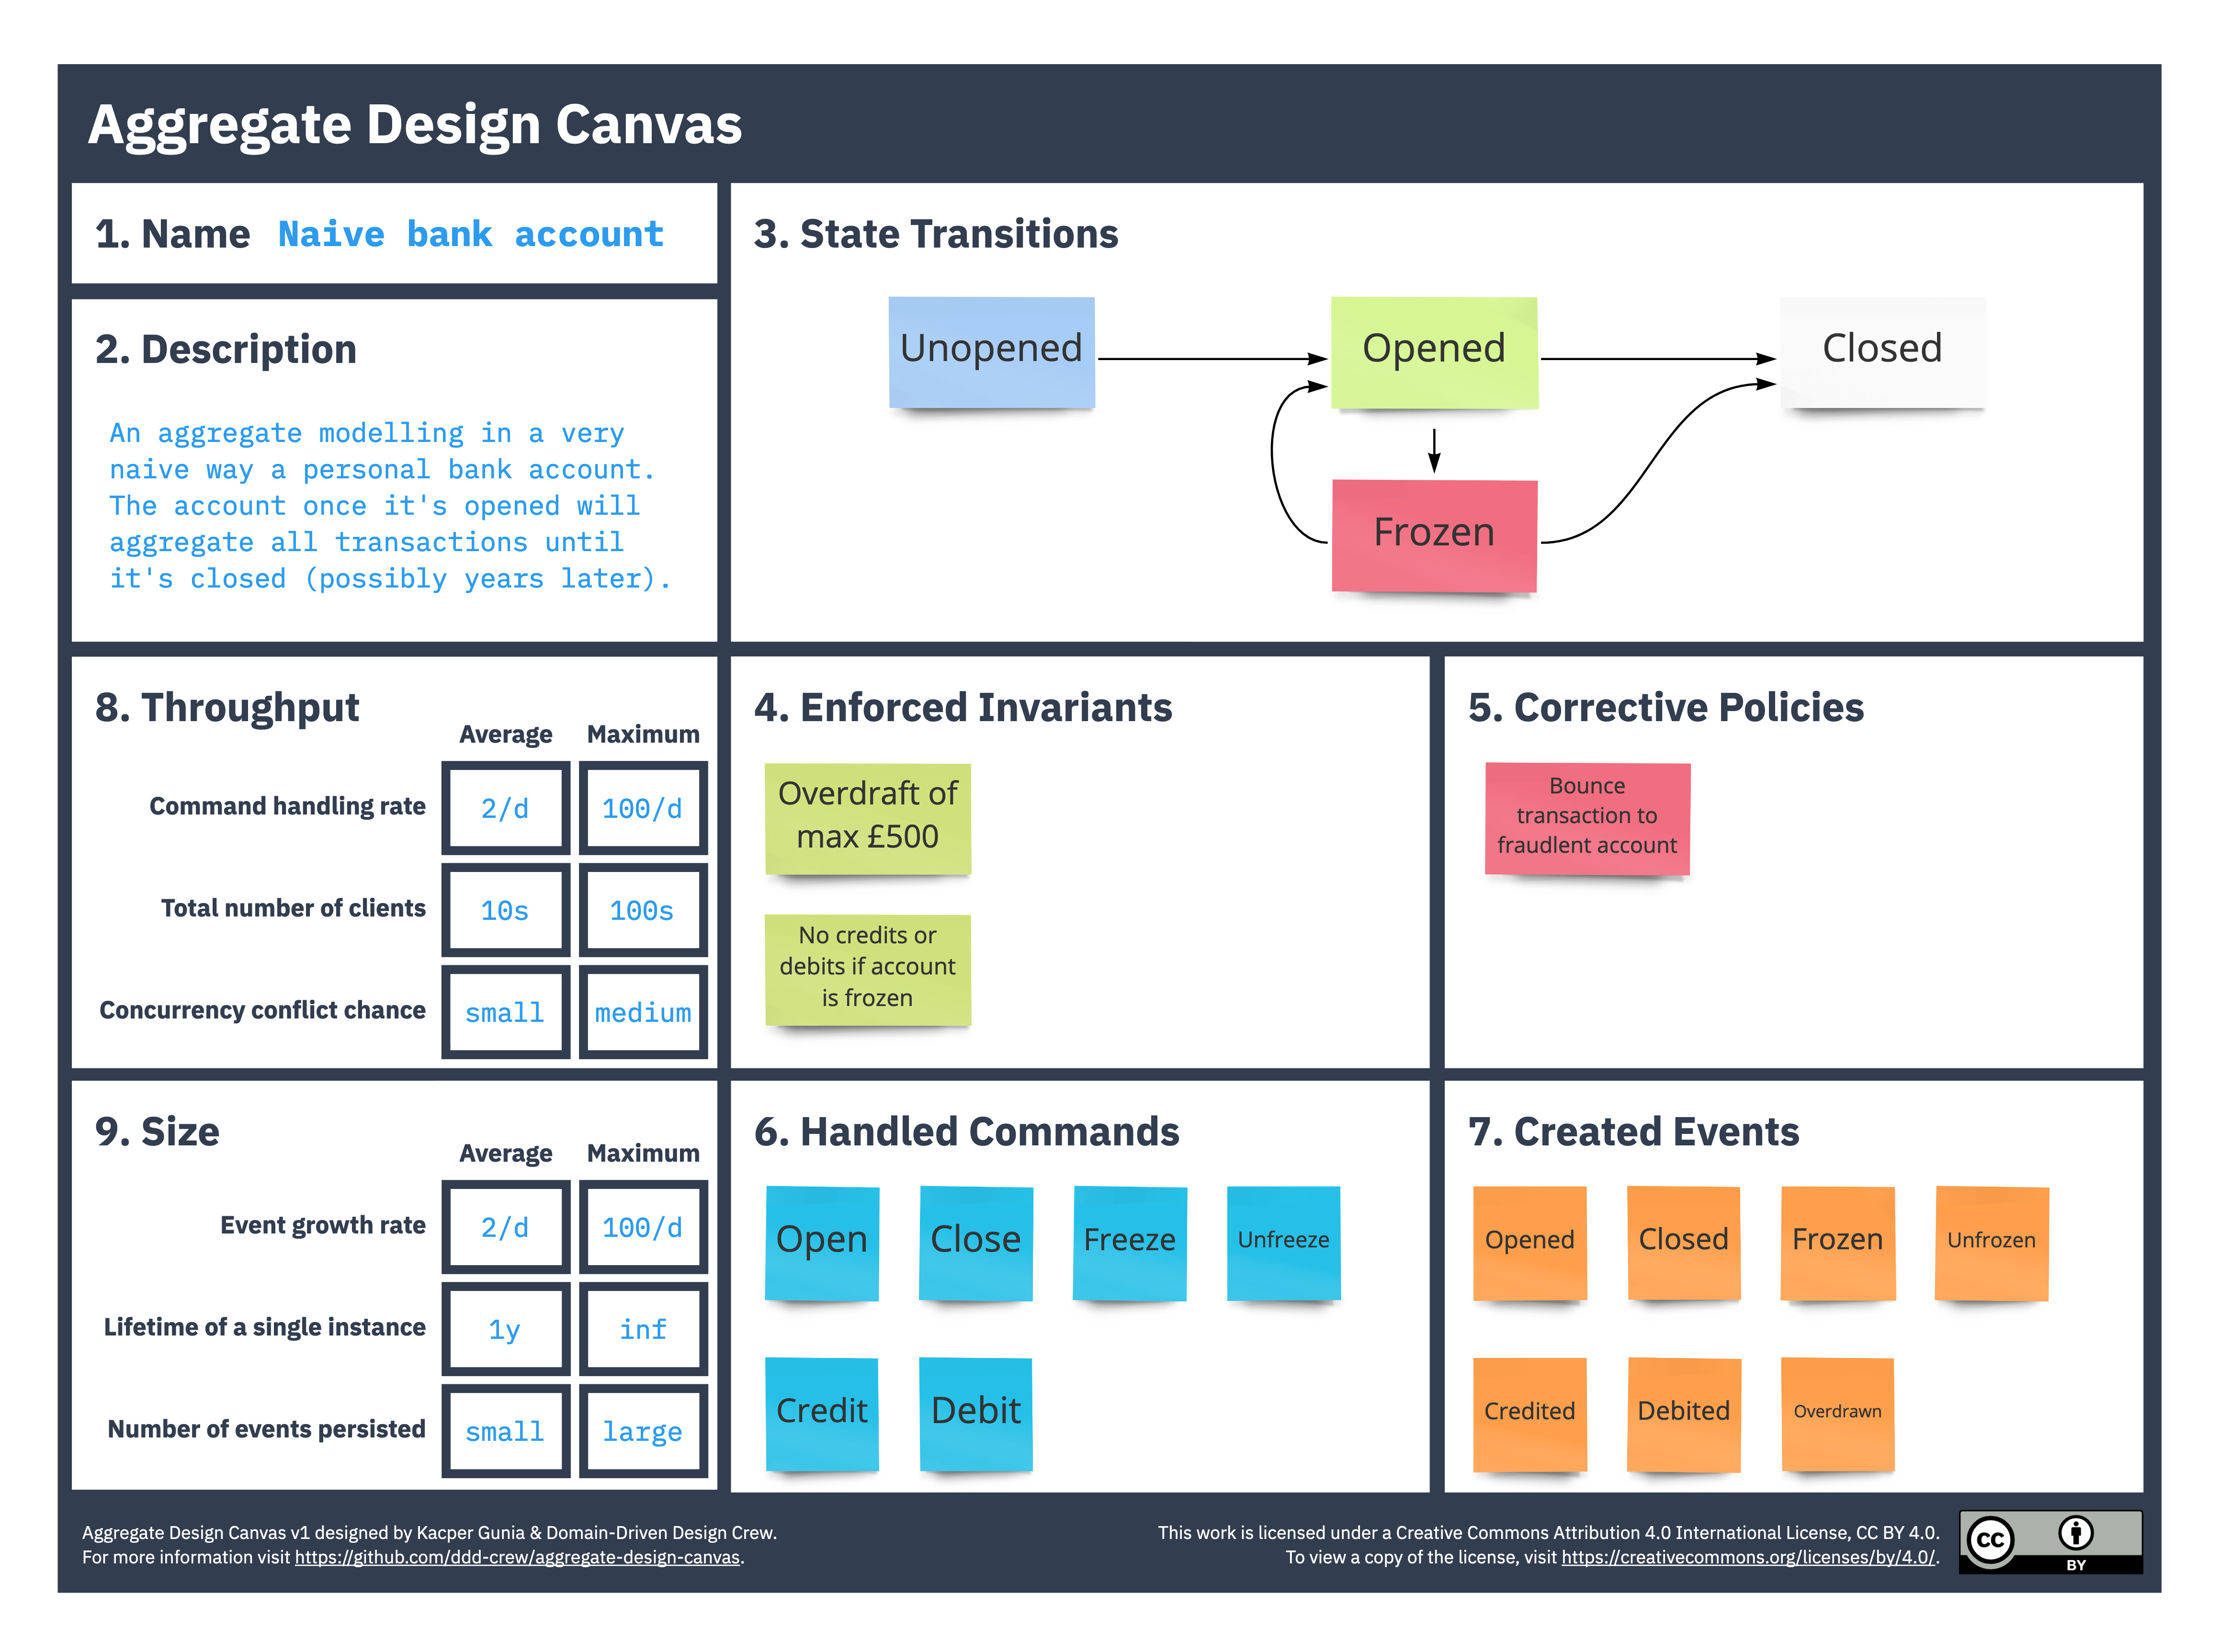 Aggregate Design Canvas
1. Name Naive bank account
2. Description
An aggregate modelling in a very
naive way a personal bank account.
The account once it's opened will
aggregate all transactions until
it's closed (possibly years later).
3. State Transitions
Unopened
Opened
Closed
Frozen
8. Throughput
Average Maximum
Command handling rate 2/d 100/d
Total number of clients 10s 100s
Concurrency conflict chance small medium
4. Enforced Invariants
Overdraft of
max £500
No credits or
debits if account
is frozen
5. Corrective Policies
Bounce
transaction to
fraudlent account
9. Size
Average Maximum
Event growth rate 2/d 100/d
Lifetime of a single instance 1y inf
Number of events persisted small large
6. Handled Commands
Open Close Freeze Unfreeze
Credit Debit
7. Created Events
Opened Closed Frozen Unfrozen
Credited Debited Overdrawn
Aggregate Design Canvas v1 designed by Kacper Gunia & Domain-Driven Design Crew.
For more information visit https://github.com/ddd-crew/aggregate-design-canvas.
This work is licensed under a Creative Commons Attribution 4.0 International License, CC BY 4.0.
To view a copy of the license, visit https://creativecommons.org/licenses/by/4.0/.
cc
BY